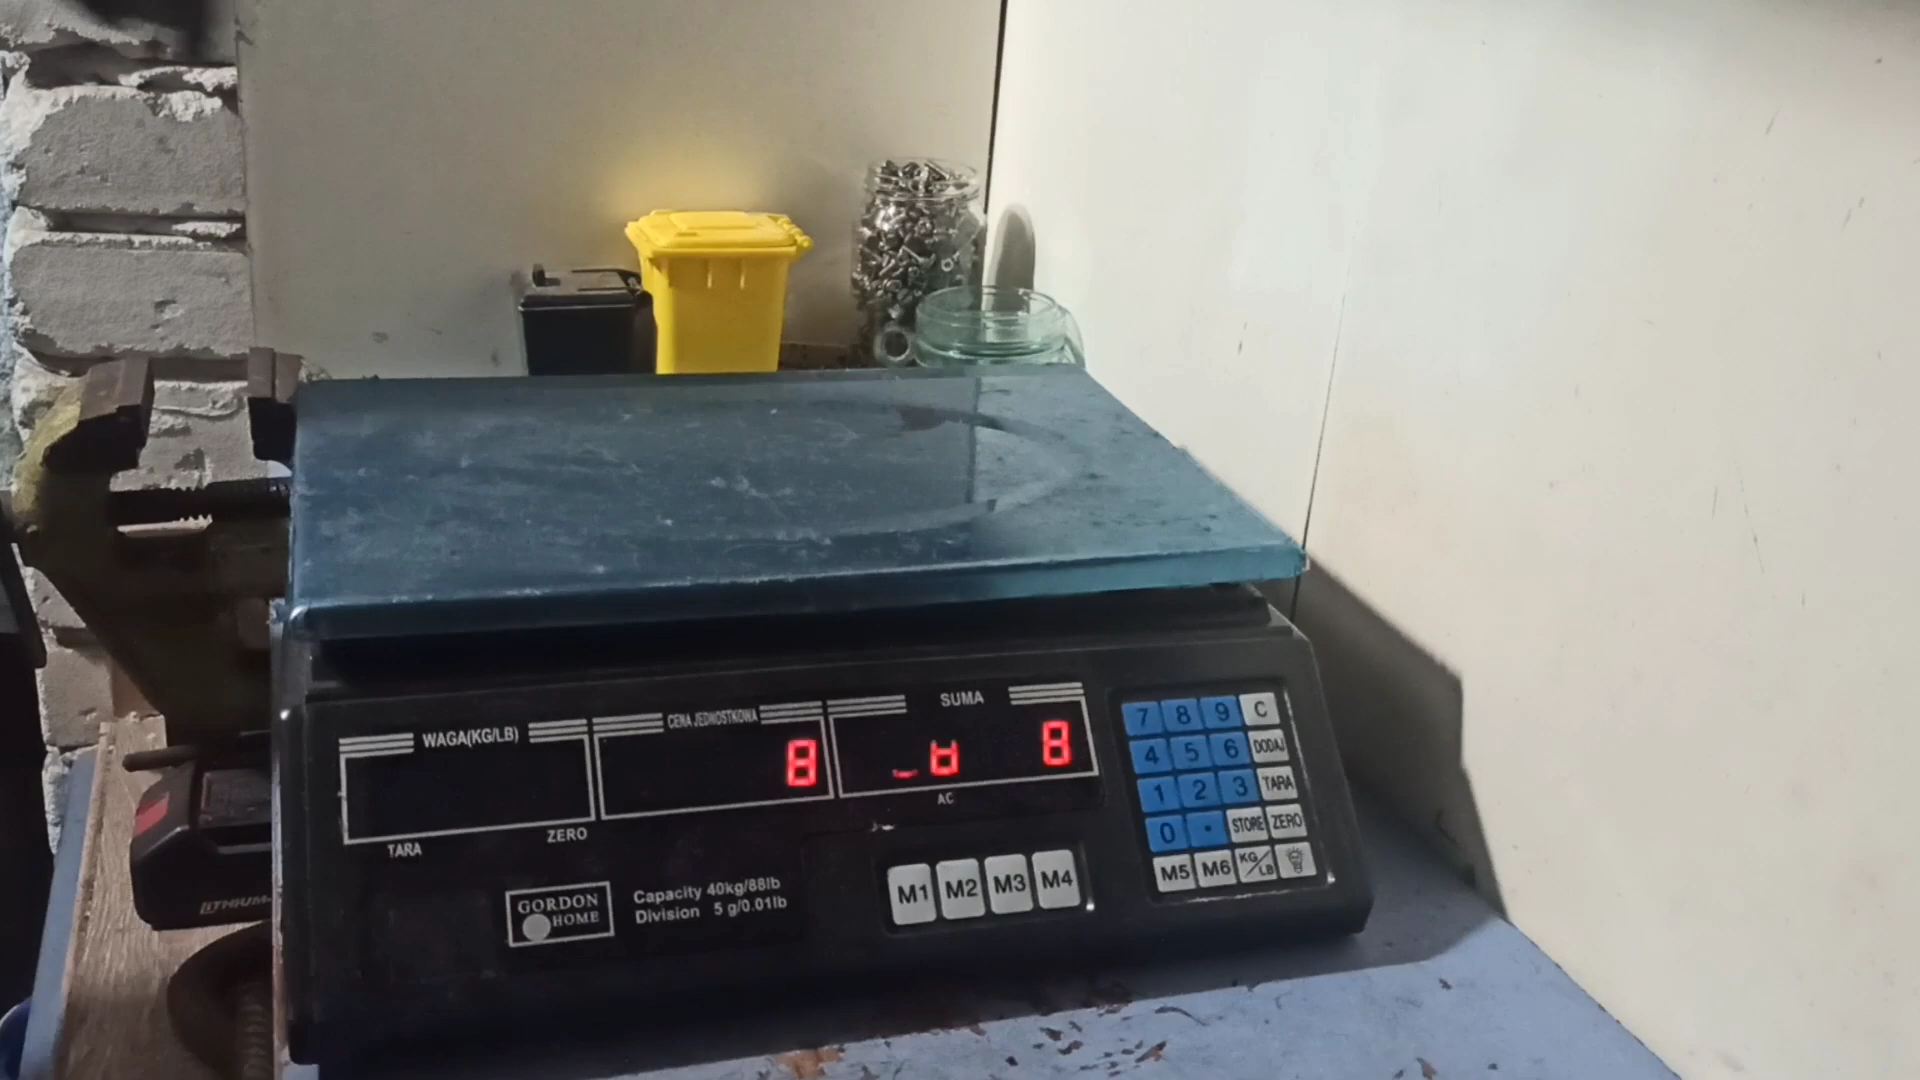 WAGA(KG/LB)
CENA JEDNOSTKOWA
SUMA
8
8
TARA
ZERO
AC
GORDON
HOME
Capacity 40kg/88lb
Division 5 g/0.01lb
M1 M2 M3 M4
7 8 9 C
4 5 6 DODAJ
1 2 3 TARA
0 . STORE ZERO
M5 M6 KG/LB
LITHIUM